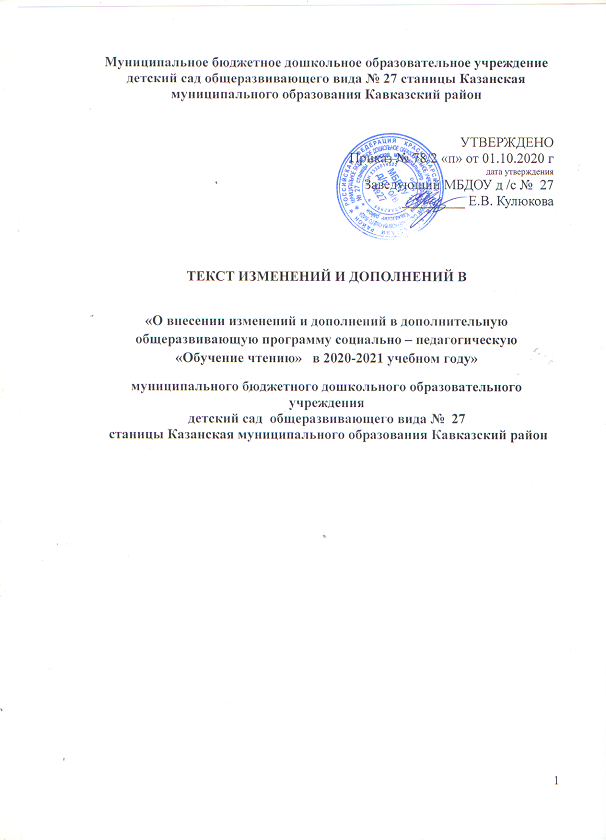 Муниципальное бюджетное дошкольное образовательное учреждение
детский сад общеразвивающего вида № 27 станицы Казанская
муниципального образования Кавказский район
УТВЕРЖДЕНО
Приказ № 78/2 «п» от 01.10.2020 г
дата утверждения
Заведующий МБДОУ д /с № 27
Е.В. Кулюкова
ТЕКСТ ИЗМЕНЕНИЙ И ДОПОЛНЕНИЙ В
«О внесении изменений и дополнений в дополнительную
общеразвивающую программу социально – педагогическую
«Обучение чтению» в 2020-2021 учебном году»
муниципального бюджетного дошкольного образовательного
учреждения
детский сад общеразвивающего вида № 27
станицы Казанская муниципального образования Кавказский район
1